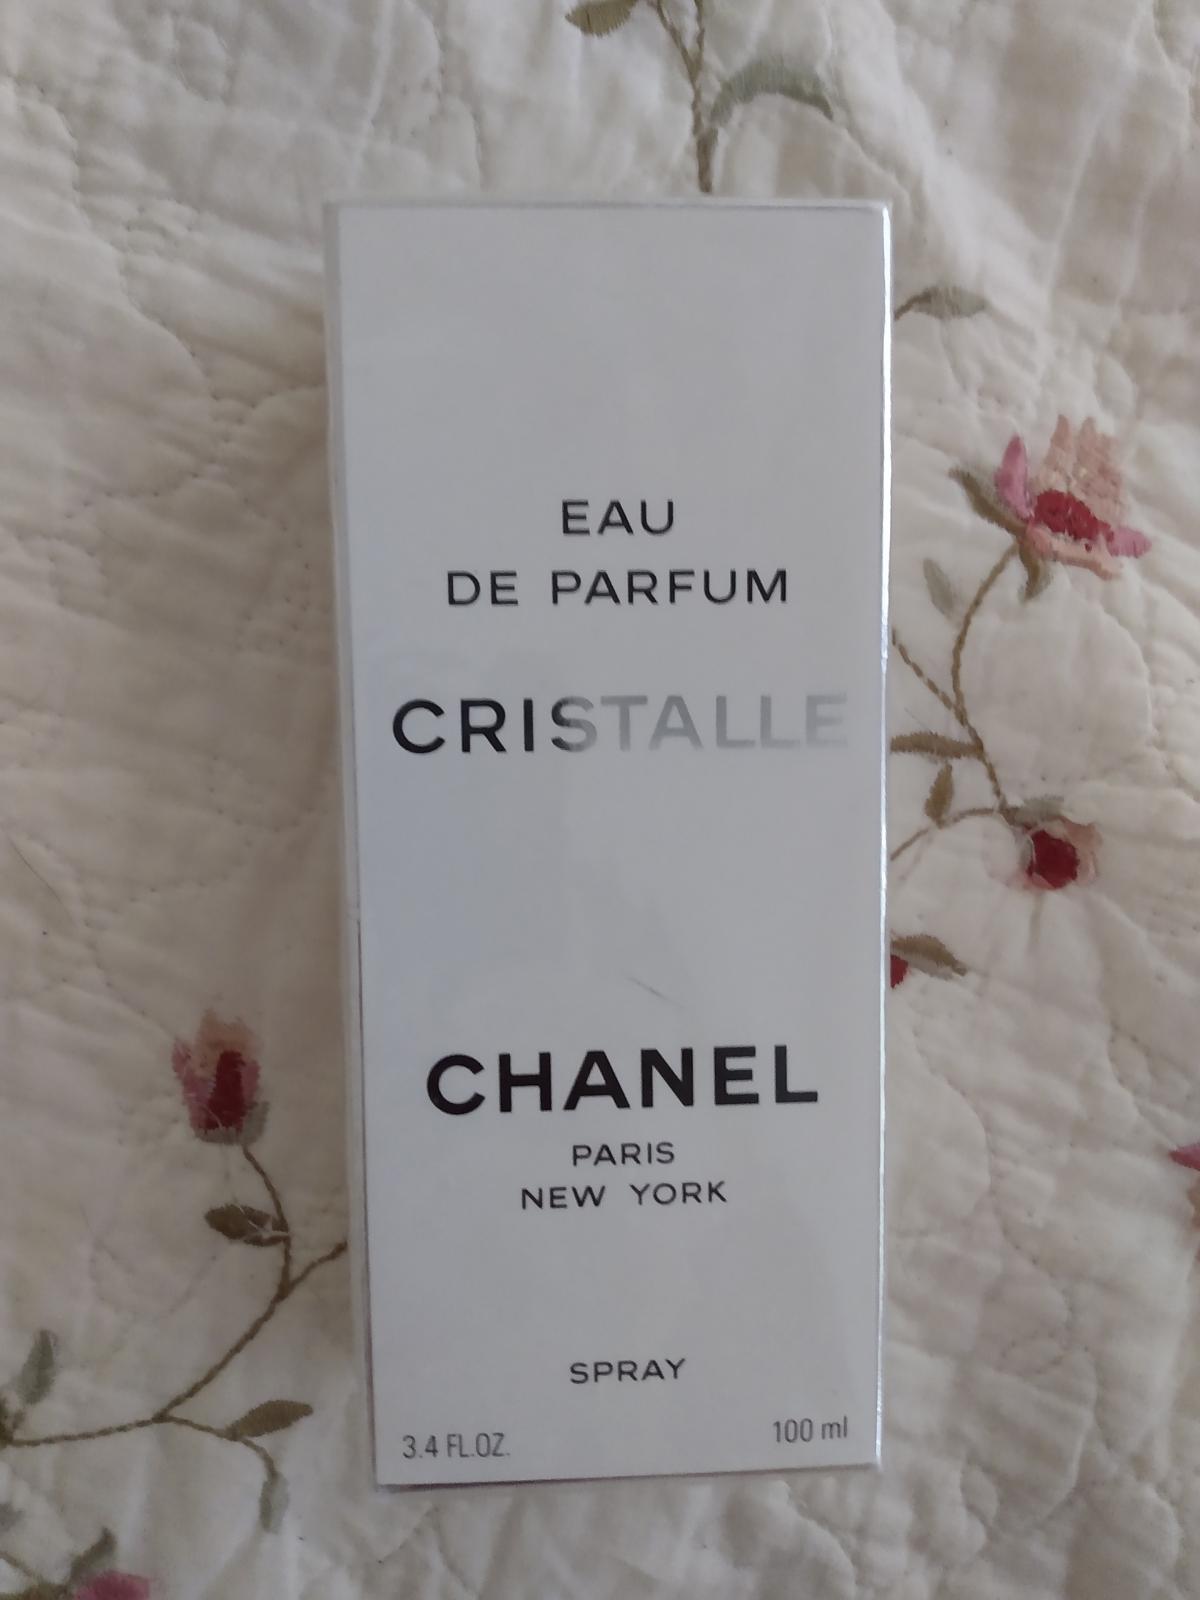 EAU
DE PARFUM
CRISTALLE
CHANEL
PARIS
NEW YORK
SPRAY
3.4 FL.OZ. 100 ml